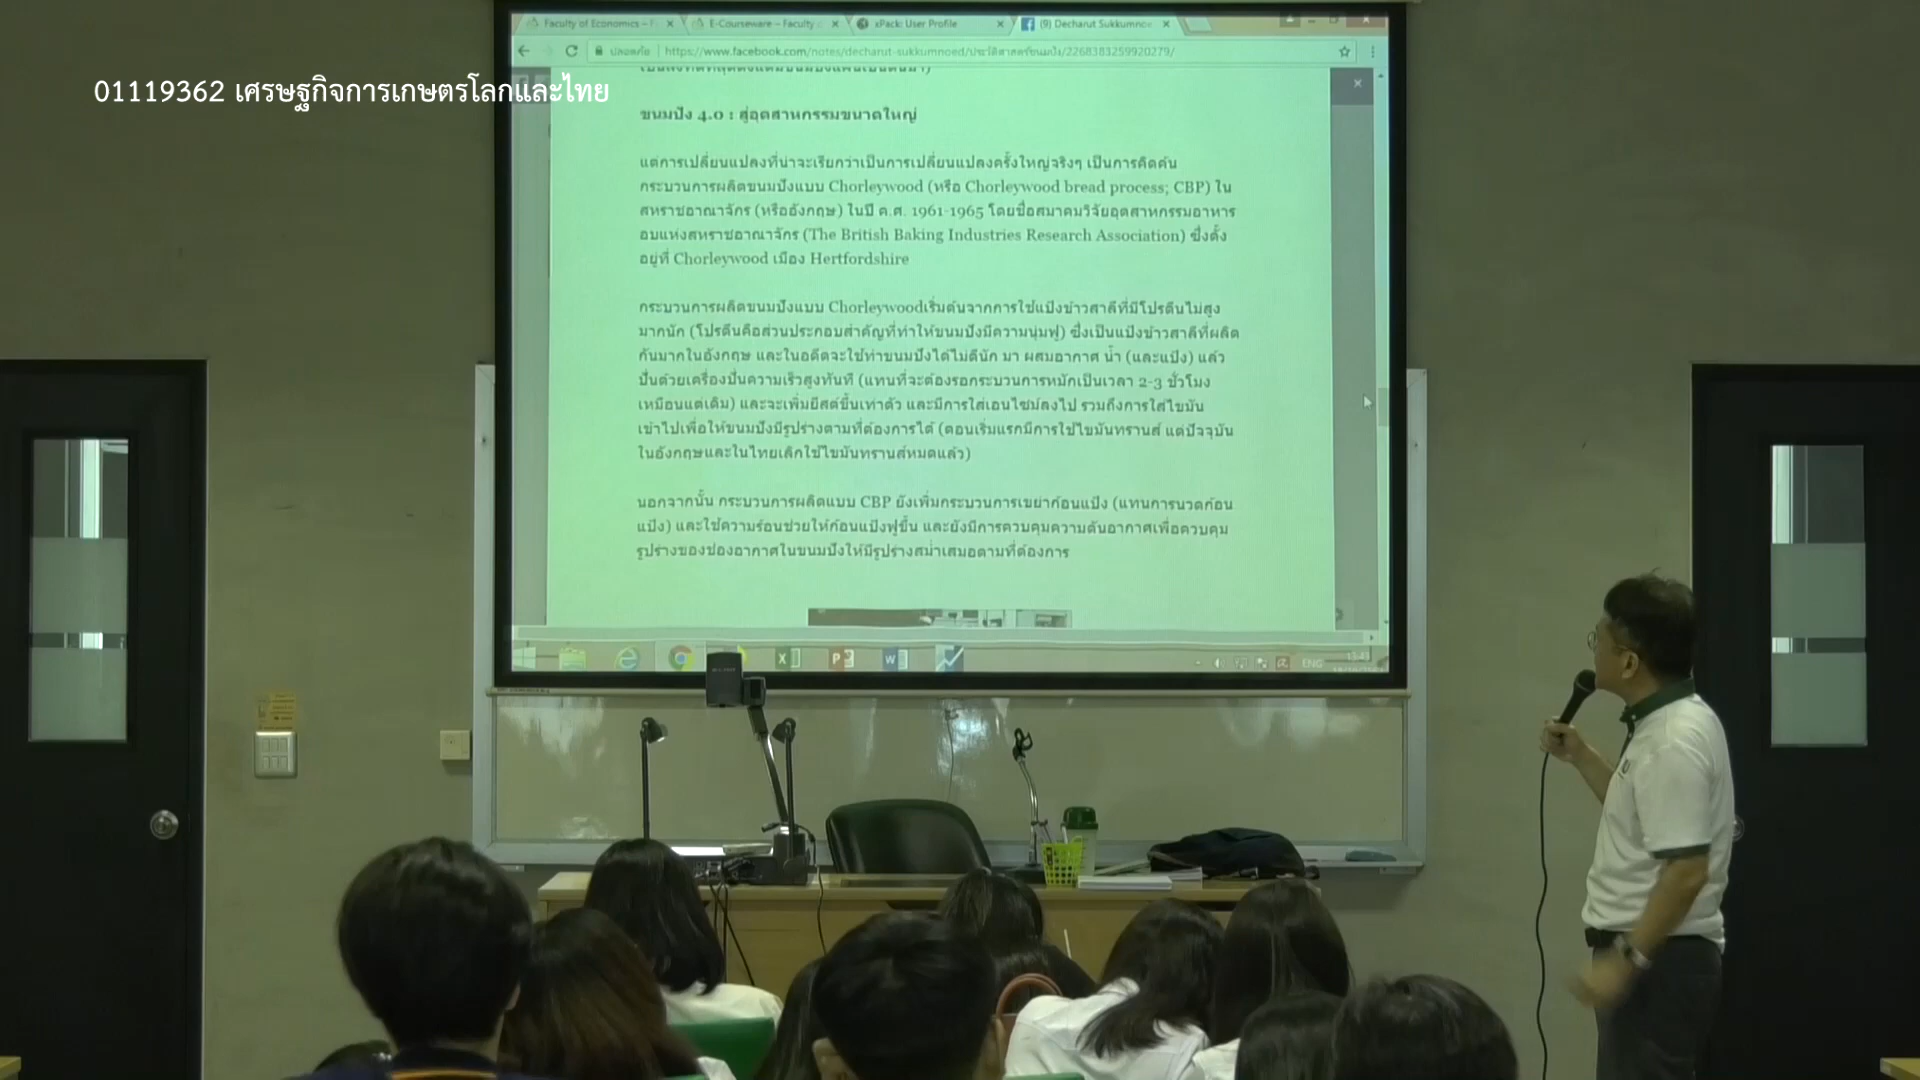 Faculty of Economics – F
E-Courseware – Faculty o
xPack: User Profile
(9) Decharut Sukkumnoe
ปลอดภัย | https://www.facebook.com/notes/decharut-sukkumnoed/ประวัติศาสตร์ขนมปัง/2268383259920279/
01119362 เศรษฐกิจการเกษตรโลกและไทย
ขนมปัง 4.0 : สู่อุตสาหกรรมขนาดใหญ่
แต่การเปลี่ยนแปลงที่น่าจะเรียกว่าเป็นการเปลี่ยนแปลงครั้งใหญ่จริงๆ เป็นการคิดค้น
กระบวนการผลิตขนมปังแบบ Chorleywood (หรือ Chorleywood bread process; CBP) ใน
สหราชอาณาจักร (หรืออังกฤษ) ในปี ค.ศ. 1961-1965 โดยชื่อสมาคมวิจัยอุตสาหกรรมอาหาร
อบแห่งสหราชอาณาจักร (The British Baking Industries Research Association) ซึ่งตั้ง
อยู่ที่ Chorleywood เมือง Hertfordshire
กระบวนการผลิตขนมปังแบบ Chorleywoodเริ่มต้นจากการใช้แป้งข้าวสาลีที่มีโปรตีนไม่สูง
มากนัก (โปรตีนคือส่วนประกอบสำคัญที่ทำให้ขนมปังมีความนุ่มฟู) ซึ่งเป็นแป้งข้าวสาลีที่ผลิต
กันมากในอังกฤษ และในอดีตจะใช้ทำขนมปังได้ไม่ดีนัก มา ผสมอากาศ น้ำ (และแป้ง) แล้ว
ปั่นด้วยเครื่องปั่นความเร็วสูงทันที (แทนที่จะต้องรอกระบวนการหมักเป็นเวลา 2-3 ชั่วโมง
เหมือนแต่เดิม) และจะเพิ่มยีสต์ขึ้นเท่าตัว และมีการใส่เอนไซม์ลงไป รวมถึงการใส่ไขมัน
เข้าไปเพื่อให้ขนมปังมีรูปร่างตามที่ต้องการได้ (ตอนเริ่มแรกมีการใช้ไขมันทรานส์ แต่ปัจจุบัน
ในอังกฤษและในไทยเลิกใช้ไขมันทรานส์หมดแล้ว)
นอกจากนั้น กระบวนการผลิตแบบ CBP ยังเพิ่มกระบวนการเขย่าก้อนแป้ง (แทนการนวดก้อน
แป้ง) และใช้ความร้อนช่วยให้ก้อนแป้งฟูขึ้น และยังมีการควบคุมความดันอากาศเพื่อควบคุม
รูปร่างของช่องอากาศในขนมปังให้มีรูปร่างสม่ำเสมอตามที่ต้องการ
ENG